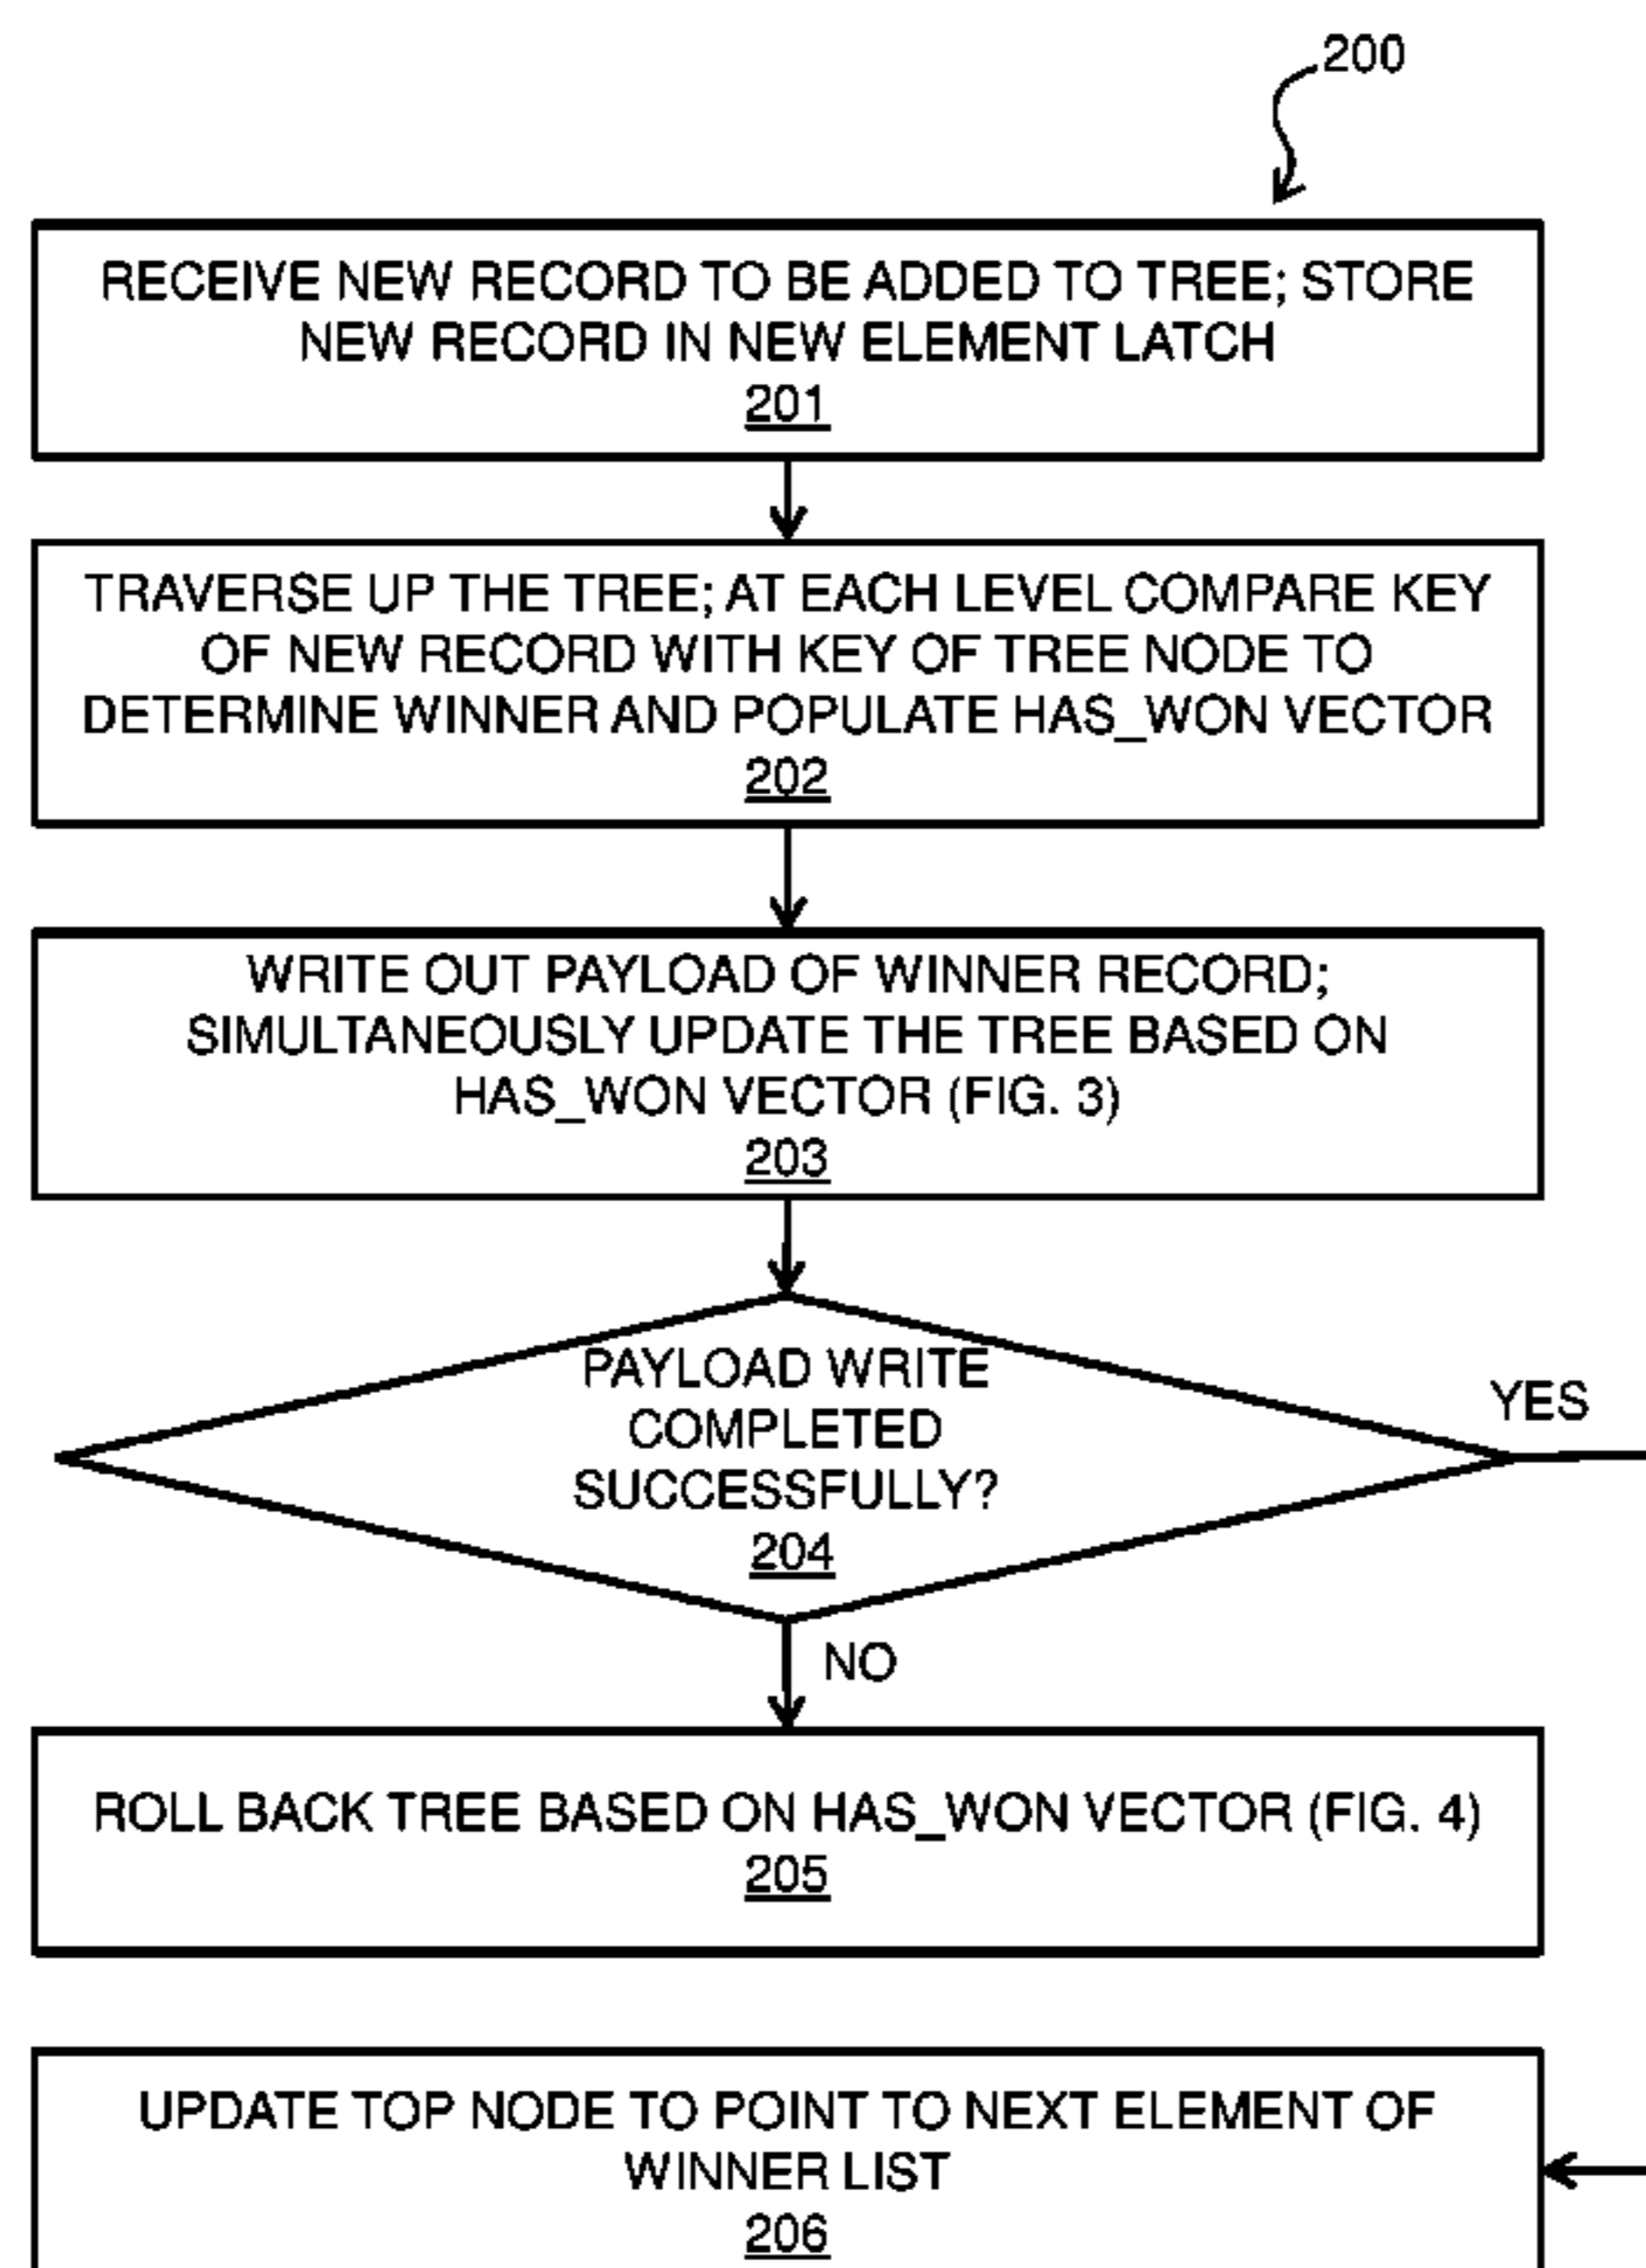 200
RECEIVE NEW RECORD TO BE ADDED TO TREE; STORE
NEW RECORD IN NEW ELEMENT LATCH
201
TRAVERSE UP THE TREE; AT EACH LEVEL COMPARE KEY
OF NEW RECORD WITH KEY OF TREE NODE TO
DETERMINE WINNER AND POPULATE HAS_WON VECTOR
202
WRITE OUT PAYLOAD OF WINNER RECORD;
SIMULTANEOUSLY UPDATE THE TREE BASED ON
HAS_WON VECTOR (FIG. 3)
203
PAYLOAD WRITE
COMPLETED
SUCCESSFULLY?
204
YES
NO
ROLL BACK TREE BASED ON HAS_WON VECTOR (FIG. 4)
205
UPDATE TOP NODE TO POINT TO NEXT ELEMENT OF
WINNER LIST
206